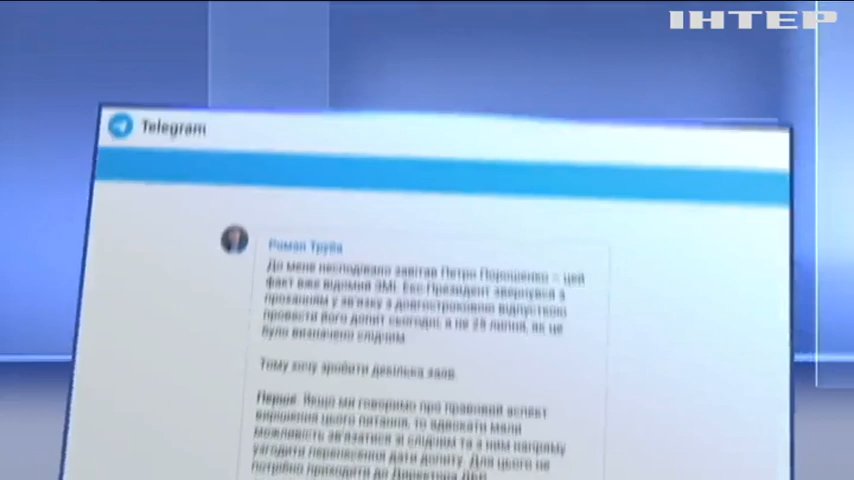 ІНТЕР
Telegram
Роман Труба
До мене несподівано завітав Петро Порошенко – цей
факт вже відомий ЗМІ. Екс-Президент звернувся з
проханням у зв'язку з довгостроковою відпусткою
провести його допит сьогодні, а не 25 липня, як це
було визначено слідчим.
Тому хочу зробити декілька заяв.
Перше. Якщо ми говоримо про правовий аспект
вирішення цього питання, то адвокати мали
можливість зв'язатися зі слідчим та з ним напряму
узгодити перенесення дати допиту. Для цього не
потрібно приходити до Директора ДБР